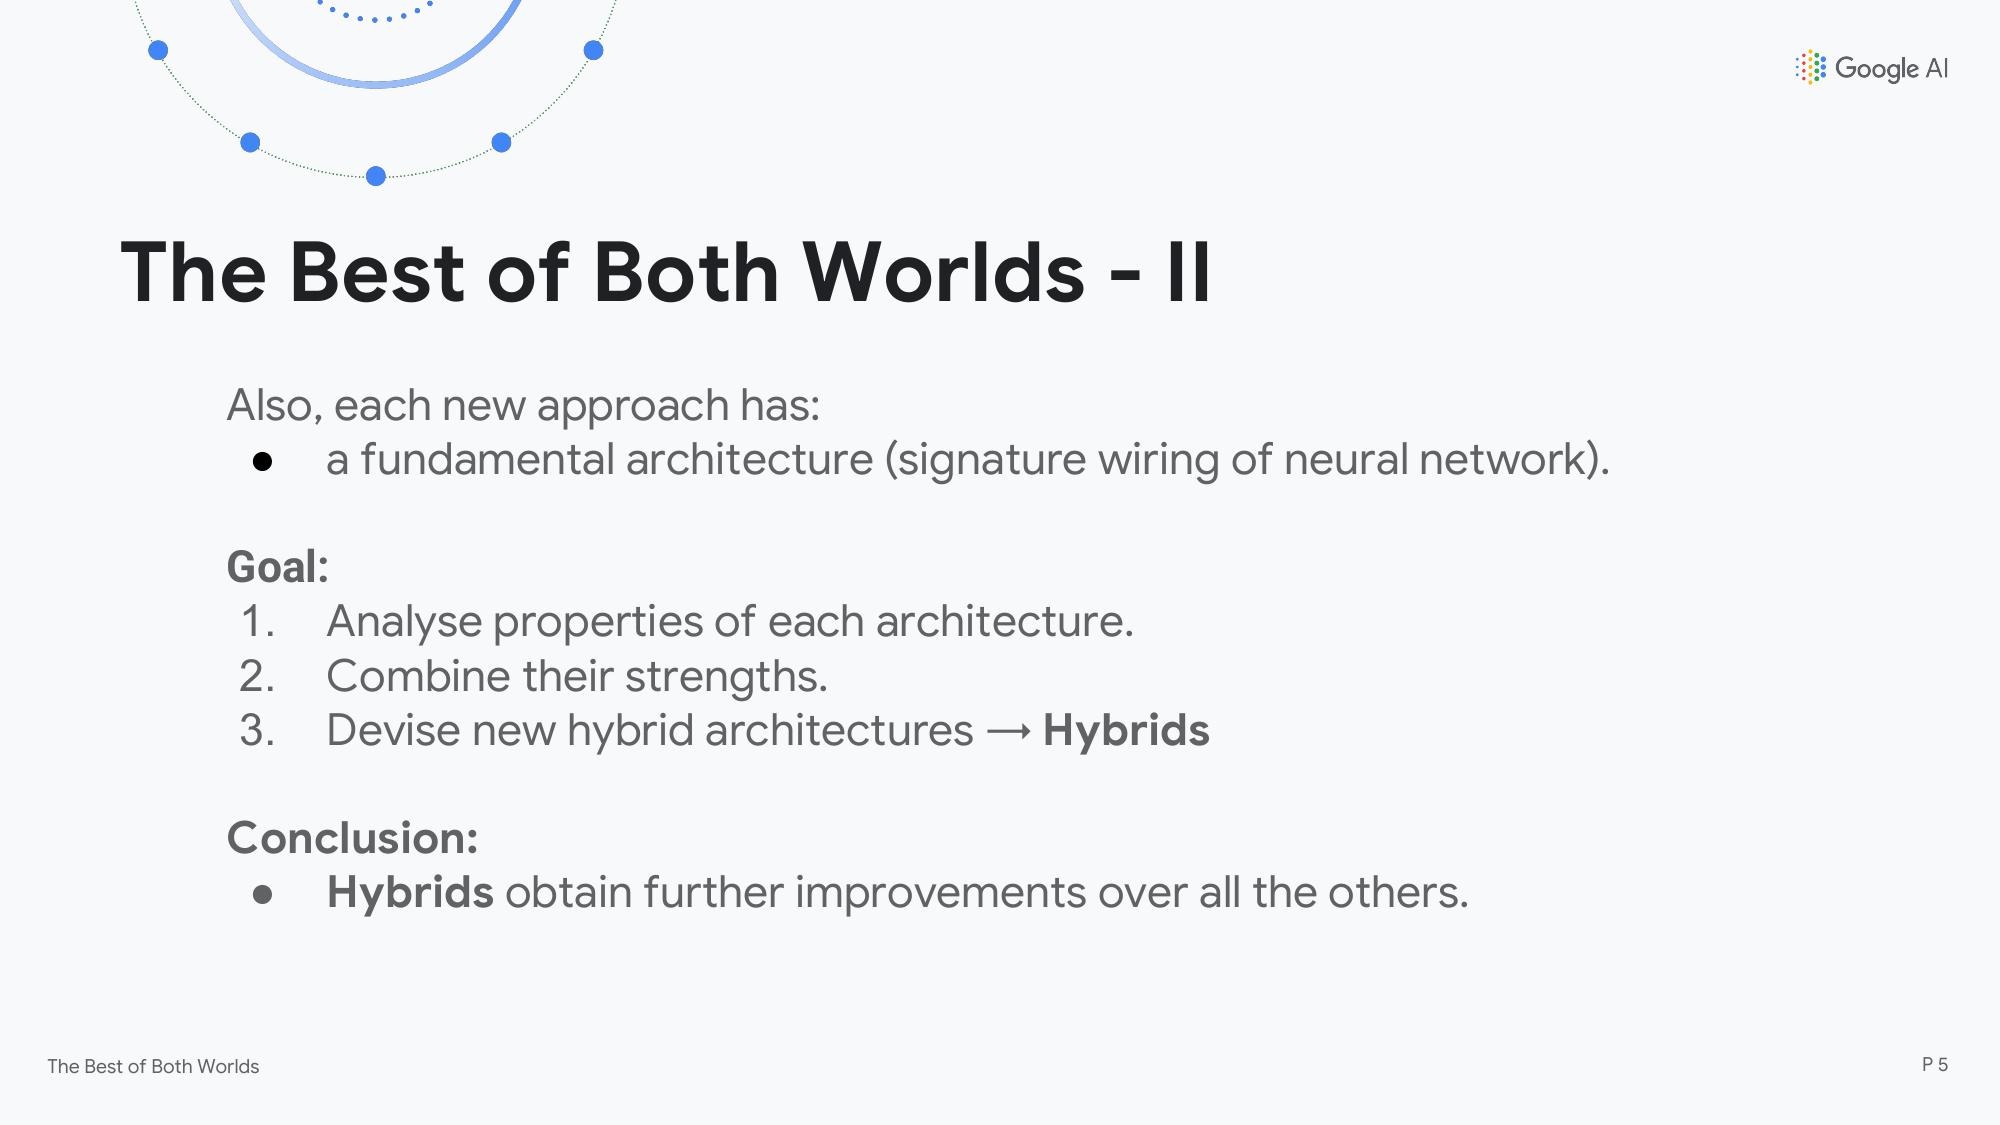 Google AI
The Best of Both Worlds - II
Also, each new approach has:
● a fundamental architecture (signature wiring of neural network).
Goal:
1. Analyse properties of each architecture.
2. Combine their strengths.
3. Devise new hybrid architectures → Hybrids
Conclusion:
● Hybrids obtain further improvements over all the others.
The Best of Both Worlds
P 5